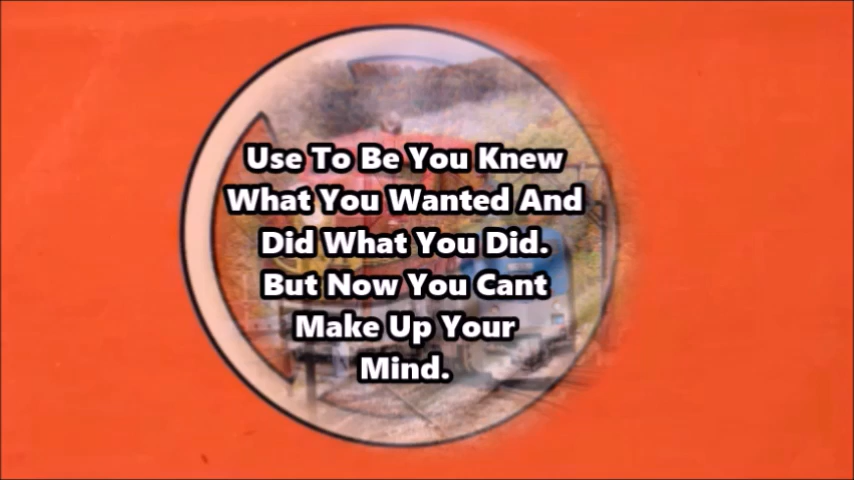 Use To Be You Knew
What You Wanted And
Did What You Did.
But Now You Cant
Make Up Your
Mind.